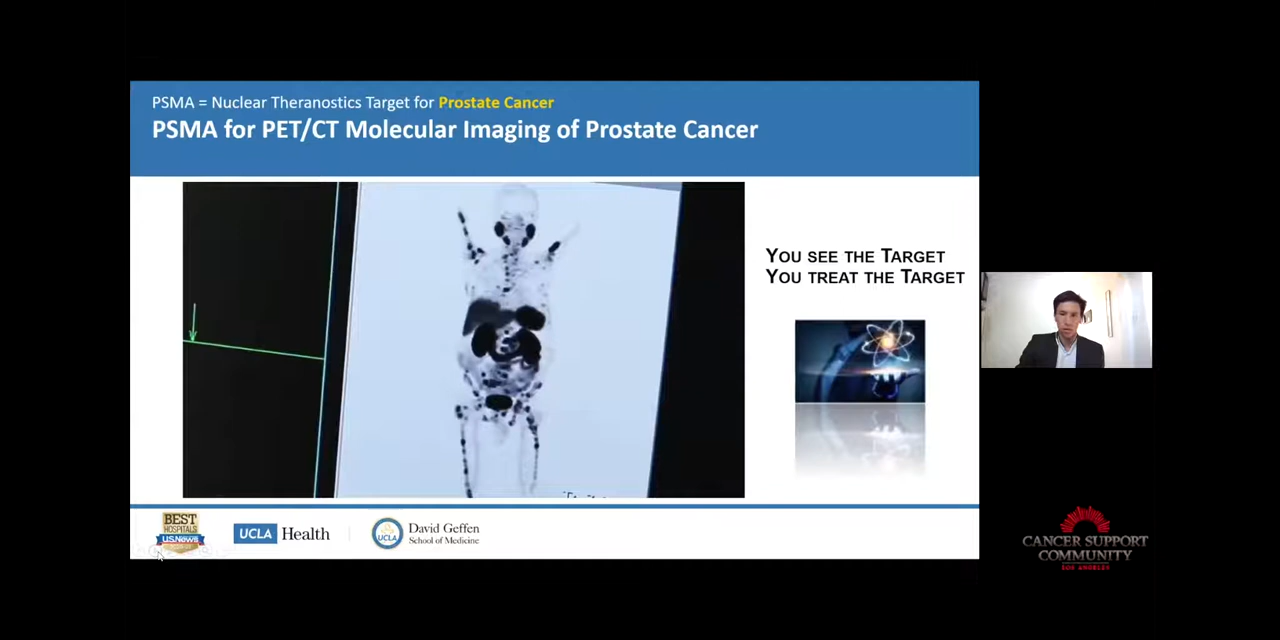 PSMA = Nuclear Theranostics Target for Prostate Cancer
PSMA for PET/CT Molecular Imaging of Prostate Cancer
YOU SEE THE TARGET
YOU TREAT THE TARGET
BEST
HOSPITALS
U.S.News
UCLA Health
UCLA
David Geffen
School of Medicine
CANCER SUPPORT
COMMUNITY
LOS ANGELES